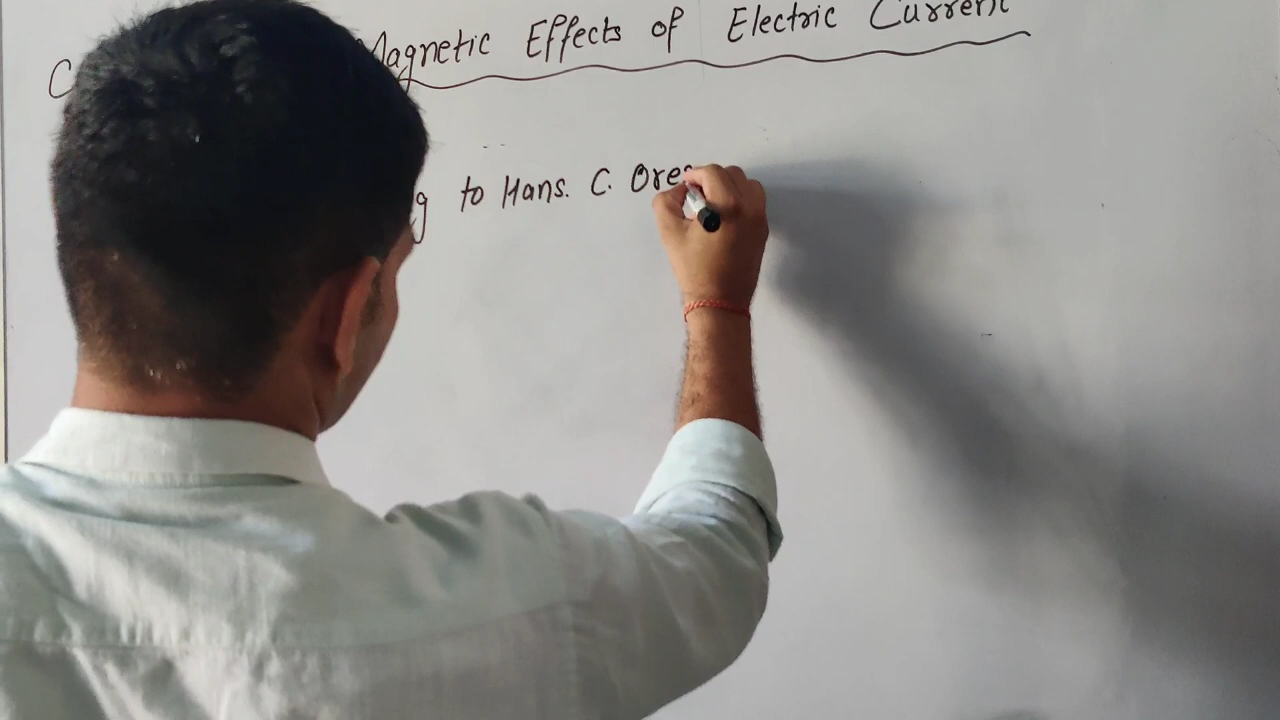 Magnetic Effects of Electric Current
to Hans. C. Ores